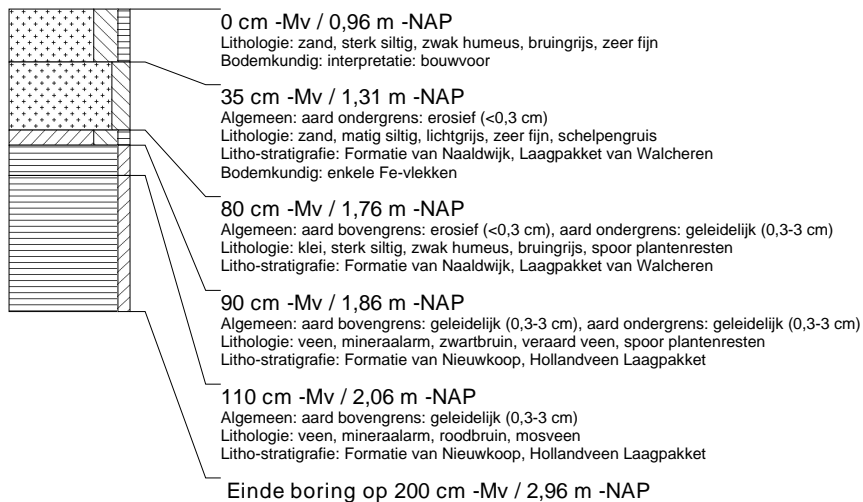 0 cm -Mv / 0,96 m -NAP
Lithologie: zand, sterk siltig, zwak humeus, bruingrijs, zeer fijn
Bodemkundig: interpretatie: bouwvoor
35 cm -Mv / 1,31 m -NAP
Algemeen: aard ondergrens: erosief (<0,3 cm)
Lithologie: zand, matig siltig, lichtgrijs, zeer fijn, schelpengruis
Litho-stratigrafie: Formatie van Naaldwijk, Laagpakket van Walcheren
Bodemkundig: enkele Fe-vlekken
80 cm -Mv / 1,76 m -NAP
Algemeen: aard bovengrens: erosief (<0,3 cm), aard ondergrens: geleidelijk (0,3-3 cm)
Lithologie: klei, sterk siltig, zwak humeus, bruingrijs, spoor plantenresten
Litho-stratigrafie: Formatie van Naaldwijk, Laagpakket van Walcheren
90 cm -Mv / 1,86 m -NAP
Algemeen: aard bovengrens: geleidelijk (0,3-3 cm), aard ondergrens: geleidelijk (0,3-3 cm)
Lithologie: veen, mineraalarm, zwartbruin, veraard veen, spoor plantenresten
Litho-stratigrafie: Formatie van Nieuwkoop, Hollandveen Laagpakket
110 cm -Mv / 2,06 m -NAP
Algemeen: aard bovengrens: geleidelijk (0,3-3 cm)
Lithologie: veen, mineraalarm, roodbruin, mosveen
Litho-stratigrafie: Formatie van Nieuwkoop, Hollandveen Laagpakket
Einde boring op 200 cm -Mv / 2,96 m -NAP